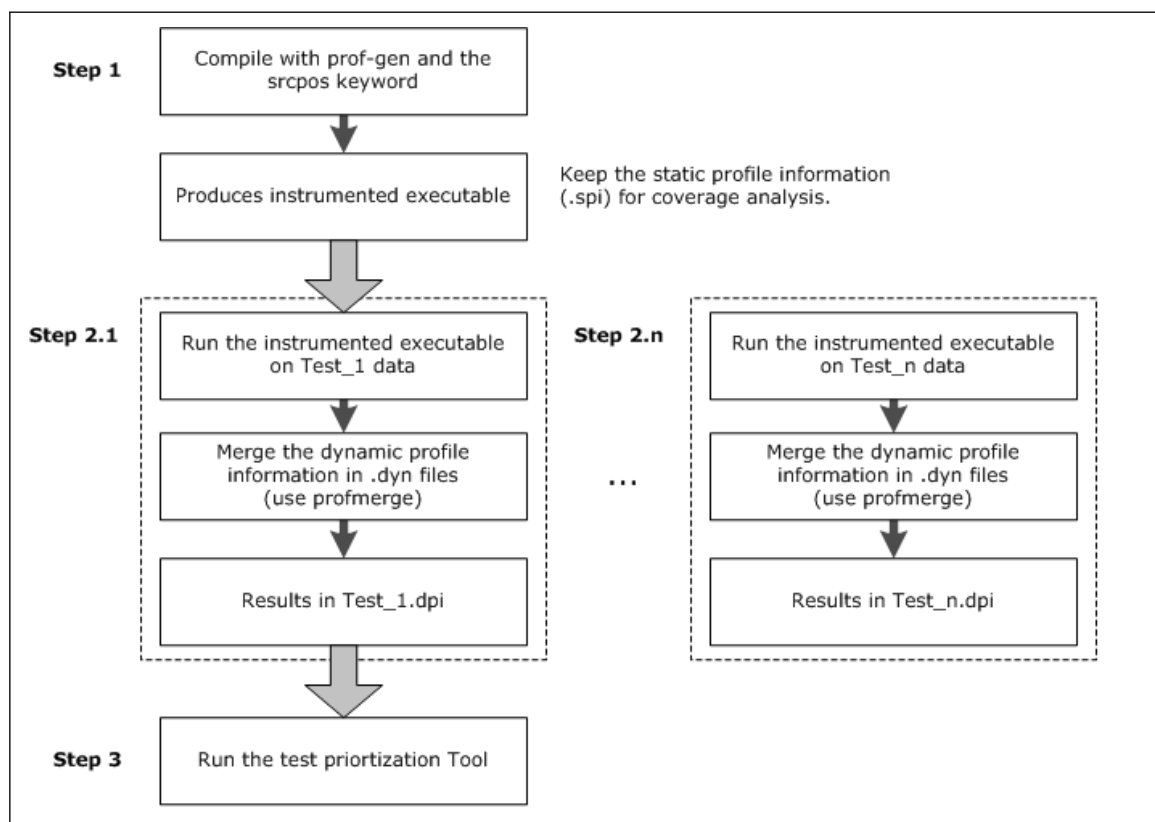 Step 1
Compile with prof-gen and the
srcpos keyword
Produces instrumented executable
Keep the static profile information
(.spi) for coverage analysis.
Step 2.1
Run the instrumented executable
on Test_1 data
Merge the dynamic profile
information in .dyn files
(use profmerge)
Results in Test_1.dpi
...
Step 2.n
Run the instrumented executable
on Test_n data
Merge the dynamic profile
information in .dyn files
(use profmerge)
Results in Test_n.dpi
Step 3
Run the test priortization Tool